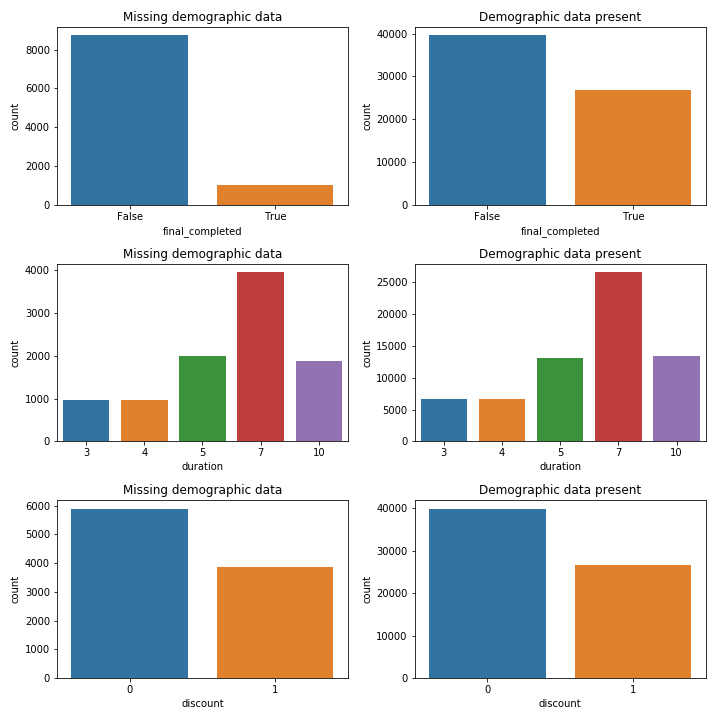 Missing demographic data
8000
6000
4000
2000
0
count
False True
final_completed
Demographic data present
40000
30000
20000
10000
0
count
False True
final_completed
Missing demographic data
4000
3000
2000
1000
0
count
3 4 5 7 10
duration
Demographic data present
25000
20000
15000
10000
5000
0
count
3 4 5 7 10
duration
Missing demographic data
6000
5000
4000
3000
2000
1000
0
count
0 1
discount
Demographic data present
40000
30000
20000
10000
0
count
0 1
discount